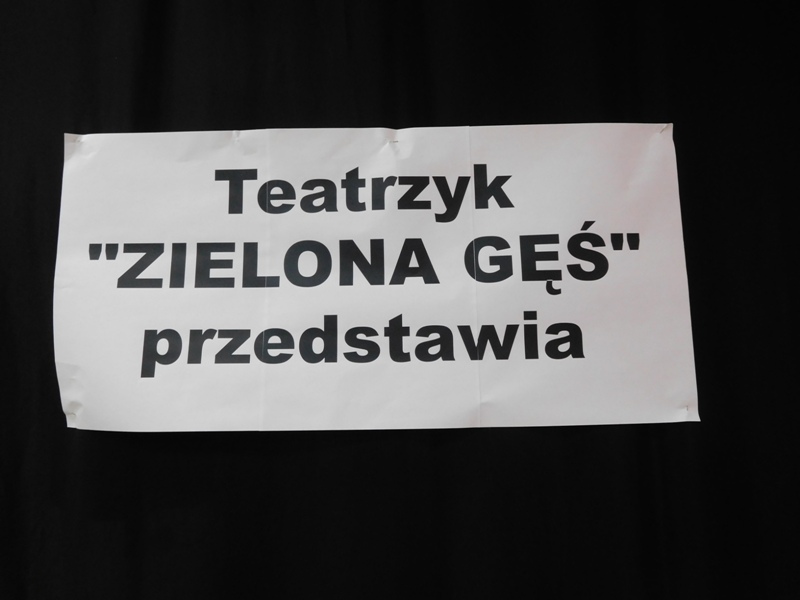 Teatrzyk
"ZIELONA GĘŚ"
przedstawia